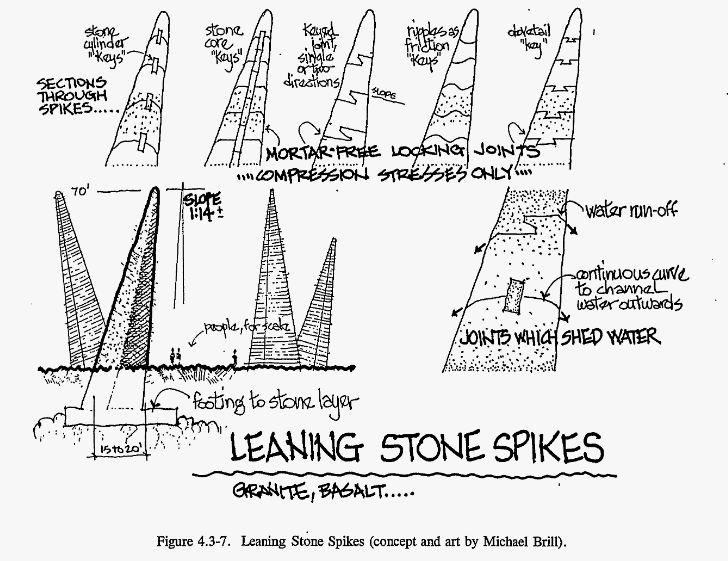 stone
cylinder
"keys"
stone
core
"keys"
keyed
joint,
single
or two
directions
ripples as
friction
"keys"
dovetail
"key"
SECTIONS
THROUGH
SPIKES.....
SLOPE
MORTAR-FREE LOCKING JOINTS
""COMPRESSION STRESSES ONLY""
70'
SLOPE
1:14±
water run-off
continuous curve
to channel
water outwards
people, for scale
JOINTS WHICH SHED WATER
footing to stone layer
15 to 20'
LEANING STONE SPIKES
GRANITE, BASALT.....
Figure 4.3-7. Leaning Stone Spikes (concept and art by Michael Brill).